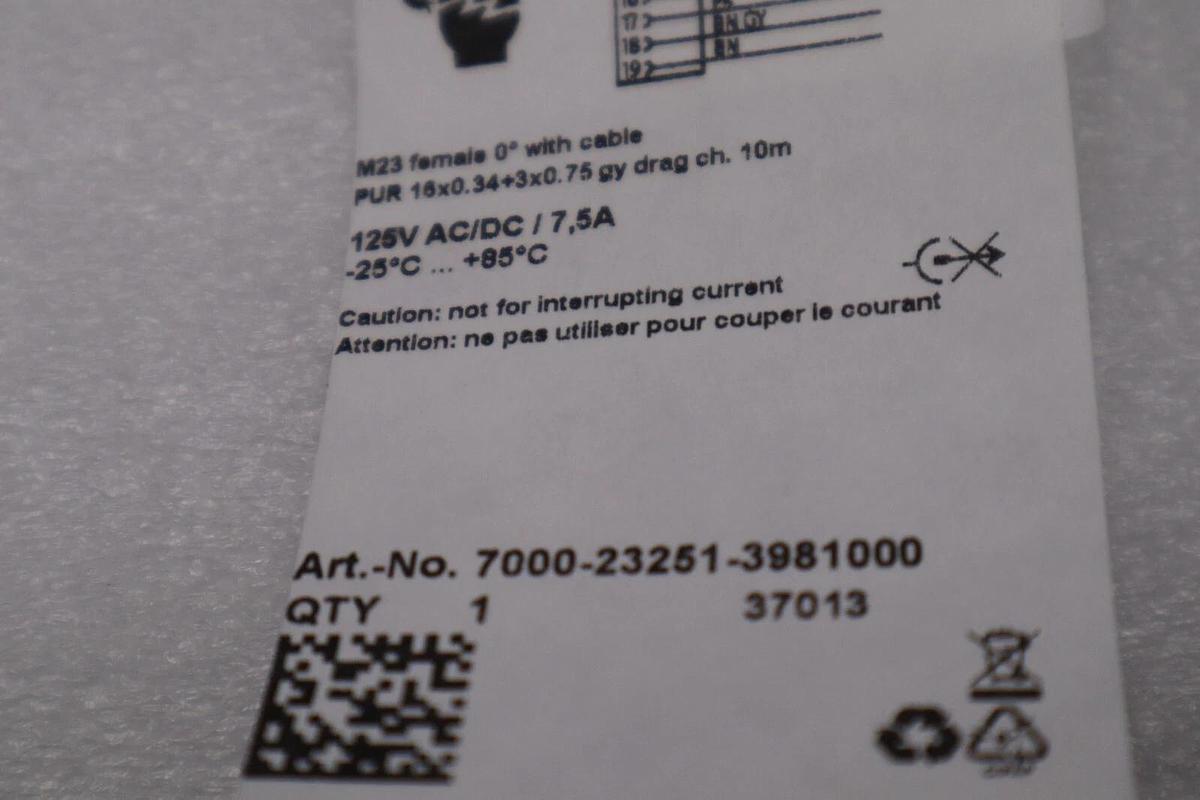 17 BN GY
18 BN
19
M23 female 0° with cable
PUR 16x0.34+3x0.75 gy drag ch. 10m
125V AC/DC / 7,5A
-25°C ... +85°C
Caution: not for interrupting current
Attention: ne pas utiliser pour couper le courant
Art.-No. 7000-23251-3981000
QTY 1 37013